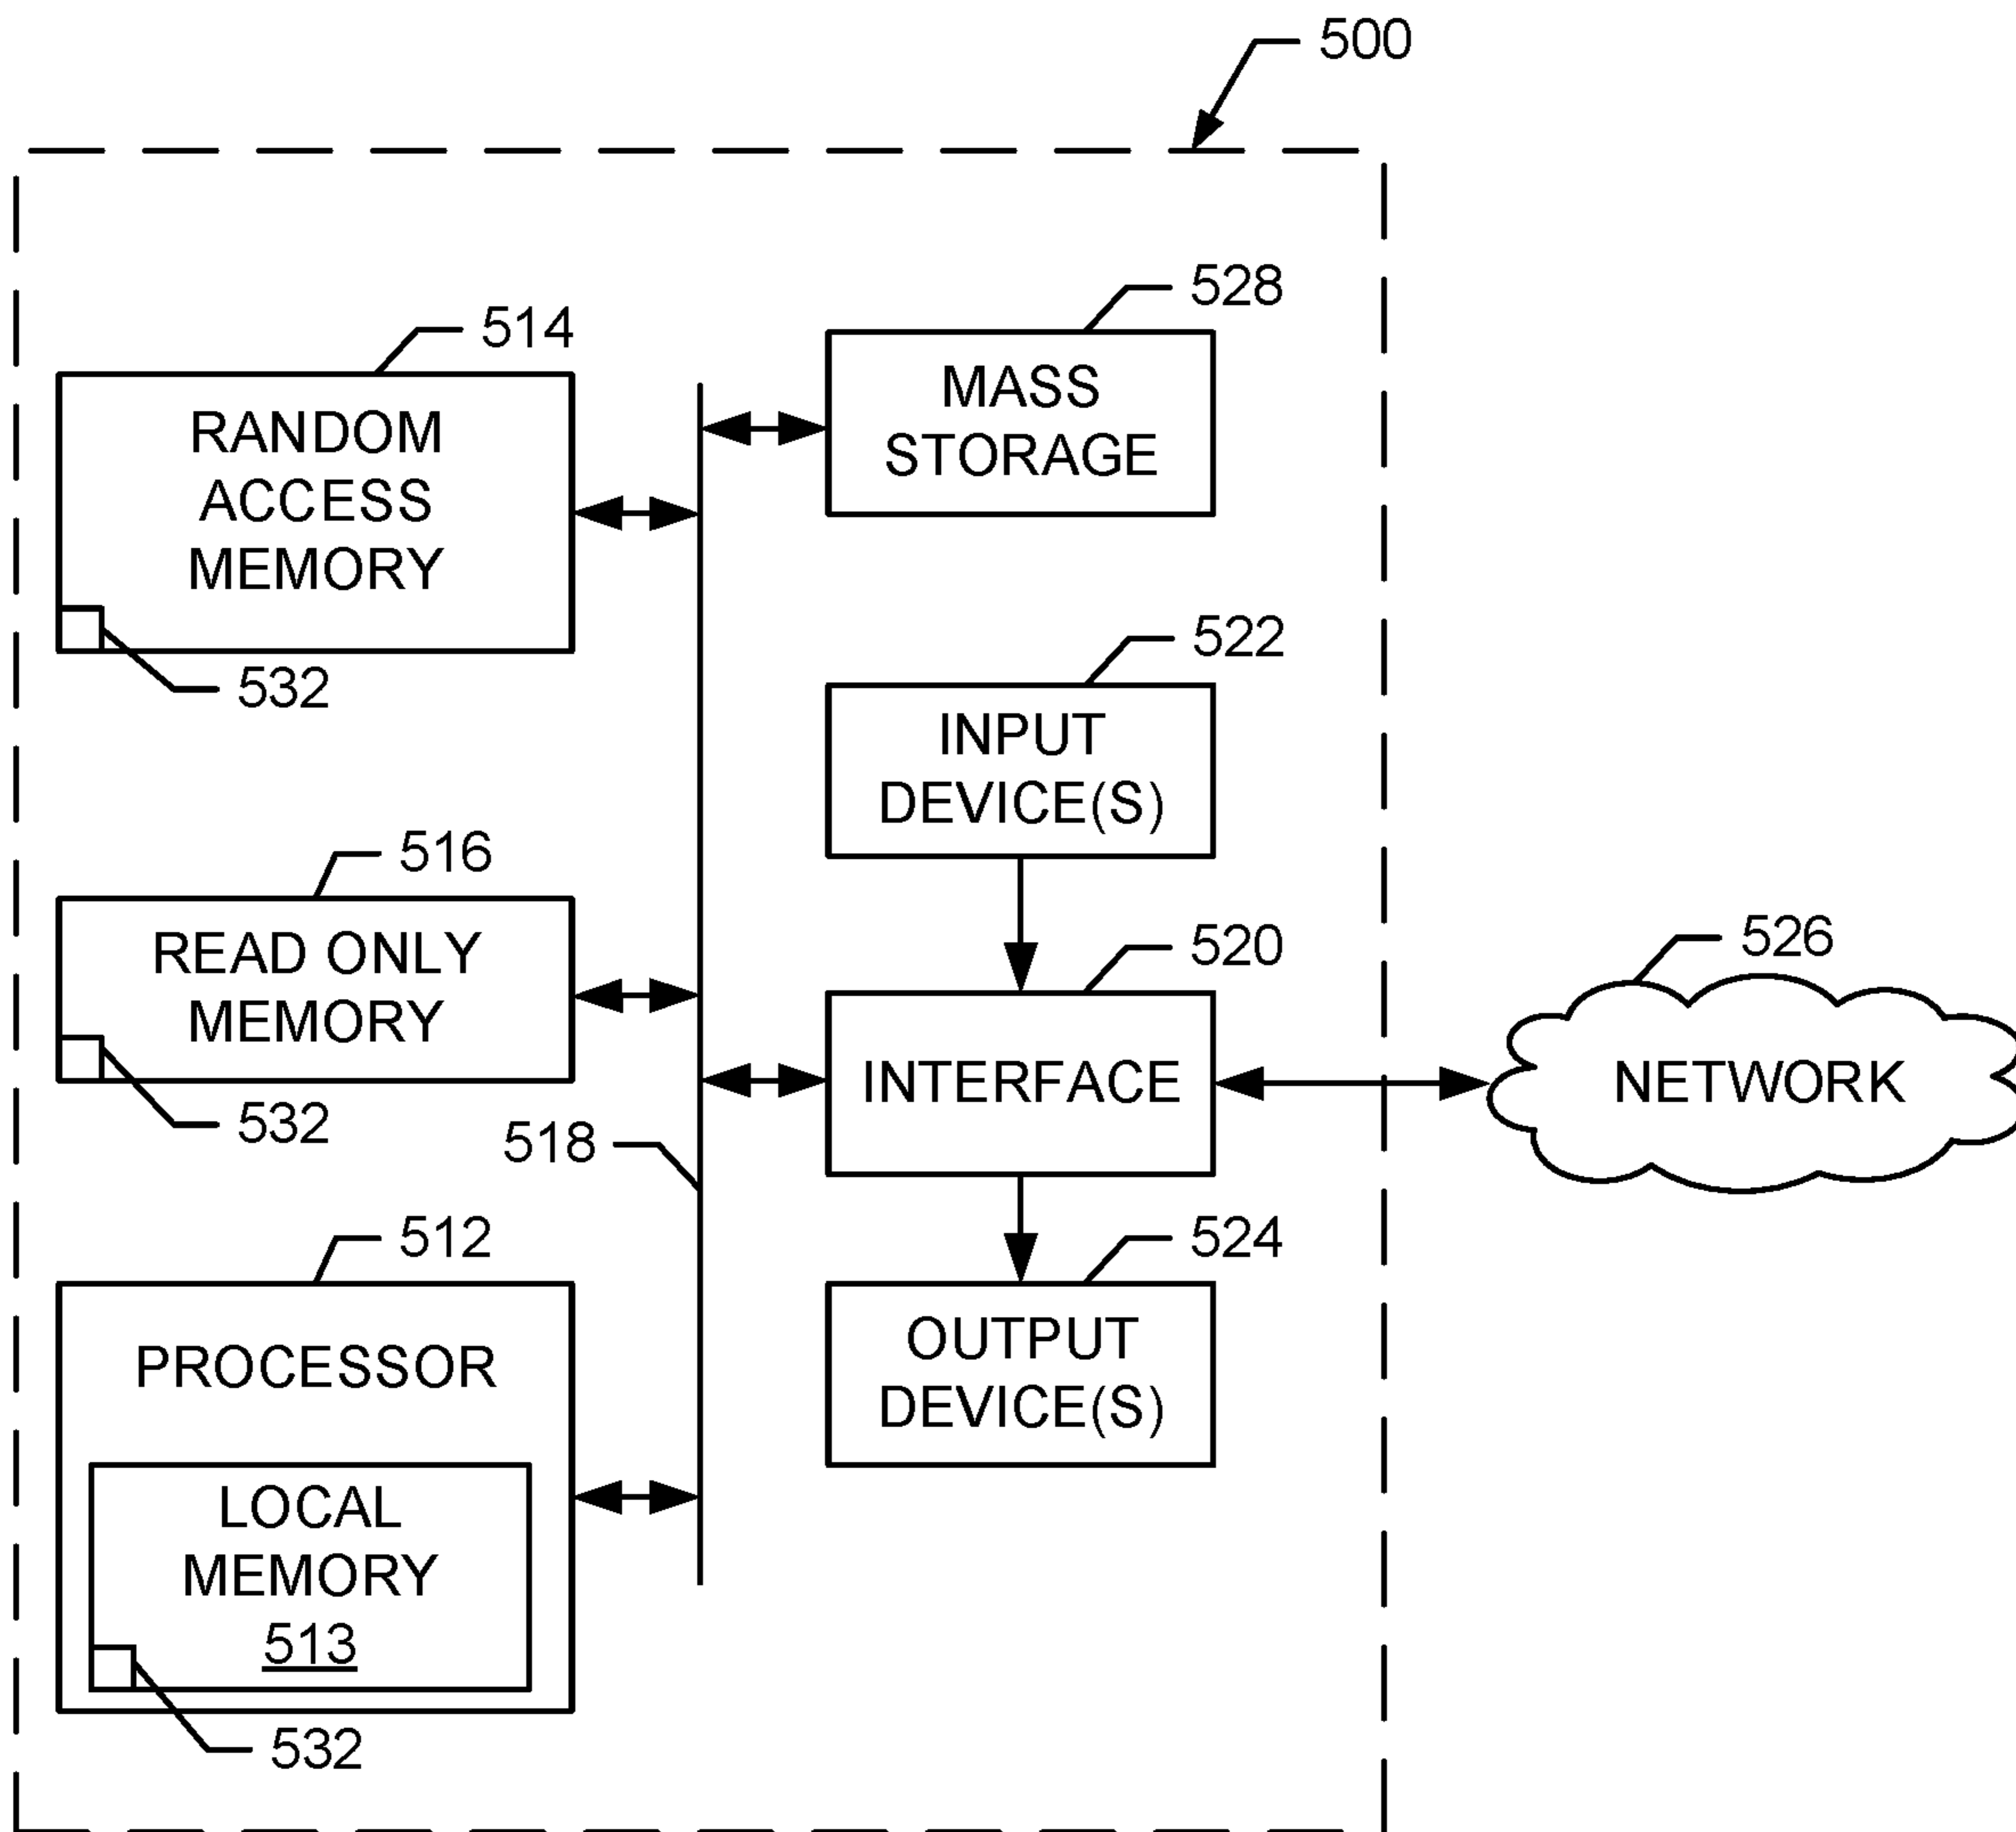 500
528
514
MASS
STORAGE
RANDOM
ACCESS
MEMORY
532
522
INPUT
DEVICE(S)
516
READ ONLY
MEMORY
532
520
INTERFACE
526
NETWORK
518
512
PROCESSOR
LOCAL
MEMORY
513
532
524
OUTPUT
DEVICE(S)